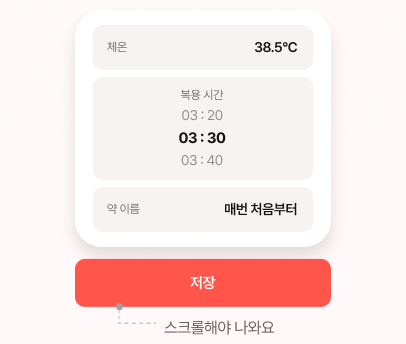 체온 38.5°C
복용 시간
03 : 20
03 : 30
03 : 40
약 이름 매번 처음부터
저장
스크롤해야 나와요